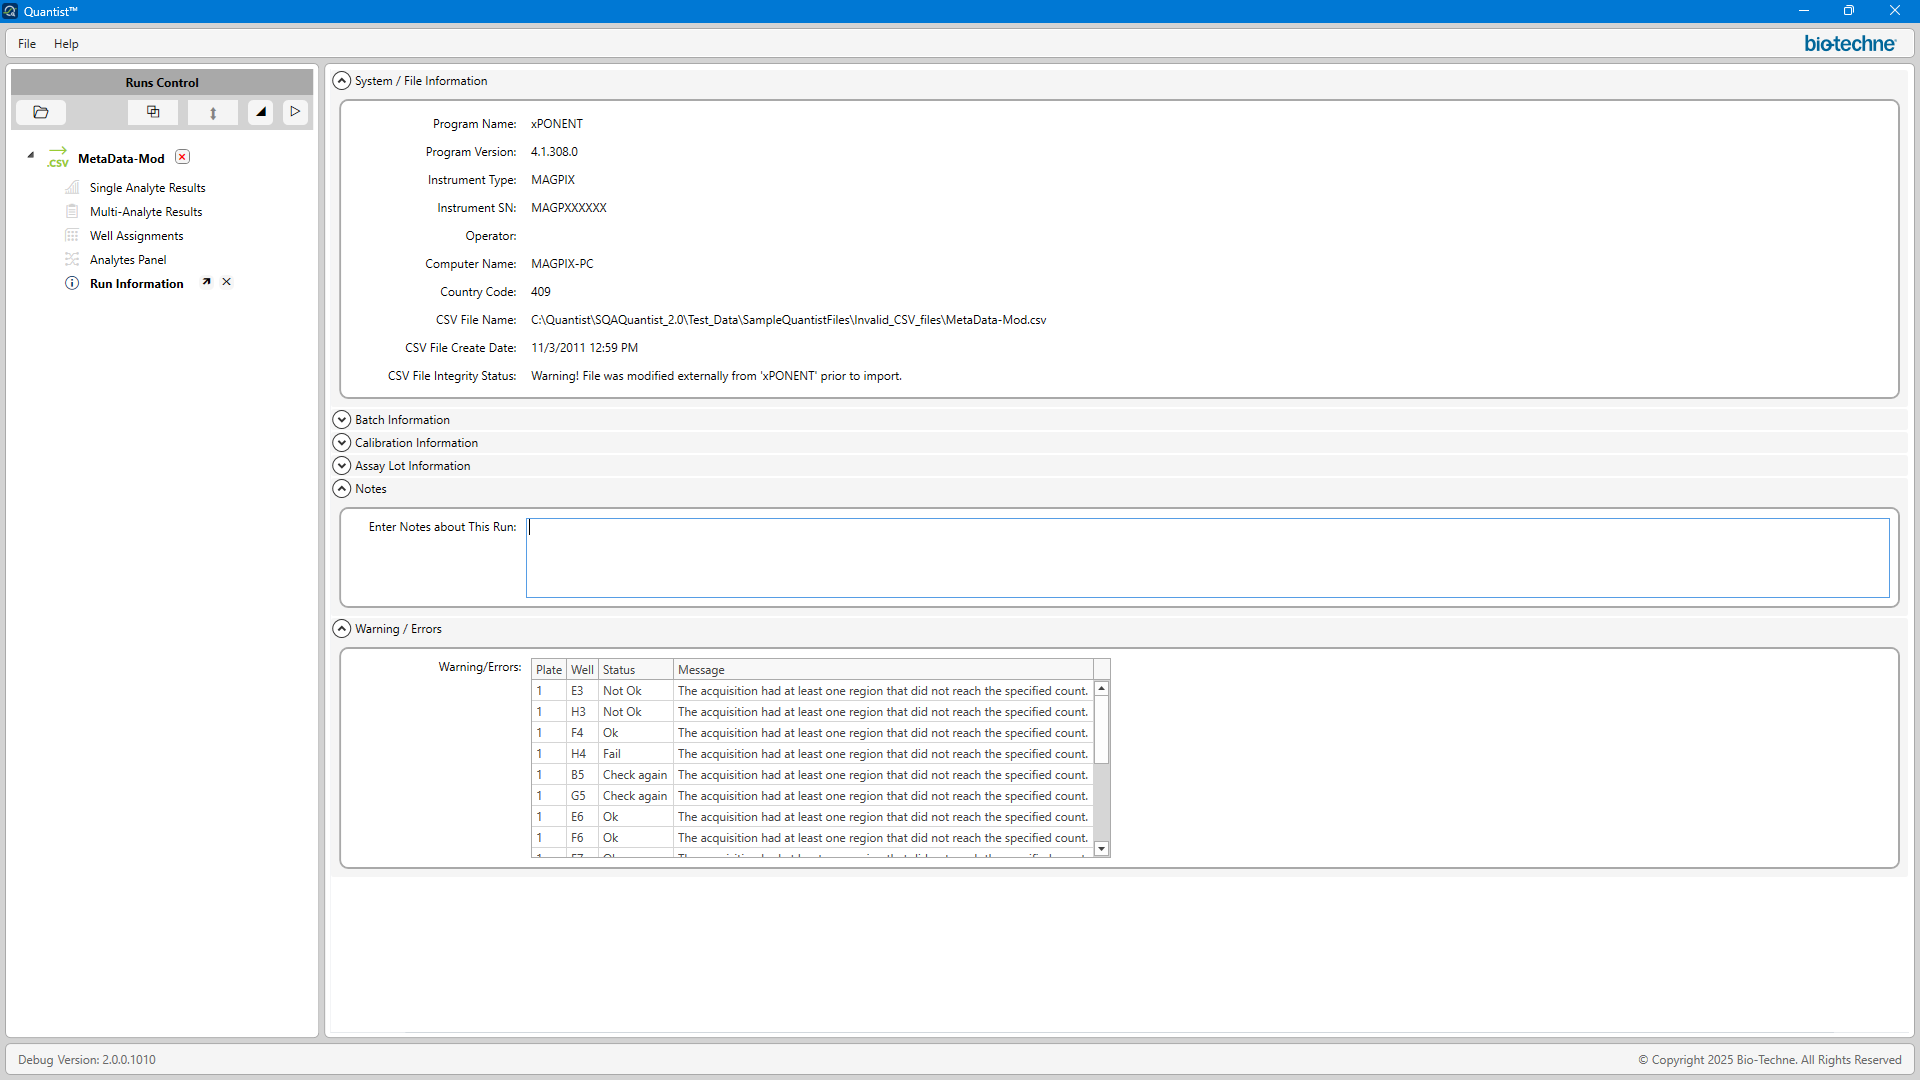 Quantist™
File Help
bio-techne
Runs Control
.CSV MetaData-Mod
Single Analyte Results
Multi-Analyte Results
Well Assignments
Analytes Panel
Run Information
System / File Information
Program Name: xPONENT
Program Version: 4.1.308.0
Instrument Type: MAGPIX
Instrument SN: MAGPXXXXXX
Operator:
Computer Name: MAGPIX-PC
Country Code: 409
CSV File Name: C:\Quantist\SQAQuantist_2.0\Test_Data\SampleQuantistFiles\Invalid_CSV_files\MetaData-Mod.csv
CSV File Create Date: 11/3/2011 12:59 PM
CSV File Integrity Status: Warning! File was modified externally from 'xPONENT' prior to import.
Batch Information
Calibration Information
Assay Lot Information
Notes
Enter Notes about This Run:
Warning / Errors
Warning/Errors:
Plate Well Status Message
1 E3 Not Ok The acquisition had at least one region that did not reach the specified count.
1 H3 Not Ok The acquisition had at least one region that did not reach the specified count.
1 F4 Ok The acquisition had at least one region that did not reach the specified count.
1 H4 Fail The acquisition had at least one region that did not reach the specified count.
1 B5 Check again The acquisition had at least one region that did not reach the specified count.
1 G5 Check again The acquisition had at least one region that did not reach the specified count.
1 E6 Ok The acquisition had at least one region that did not reach the specified count.
1 F6 Ok The acquisition had at least one region that did not reach the specified count.
Debug Version: 2.0.0.1010
© Copyright 2025 Bio-Techne. All Rights Reserved